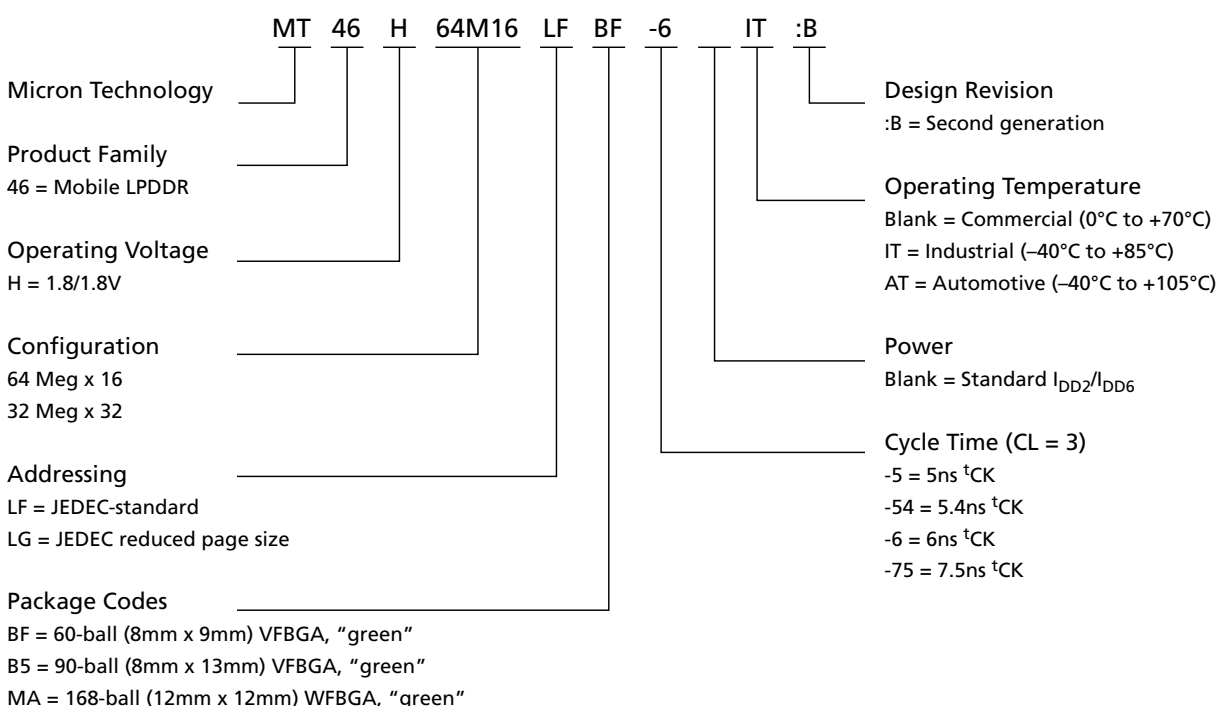 MT 46 H 64M16 LF BF -6 IT :B
Micron Technology
Product Family
46 = Mobile LPDDR
Operating Voltage
H = 1.8/1.8V
Configuration
64 Meg x 16
32 Meg x 32
Addressing
LF = JEDEC-standard
LG = JEDEC reduced page size
Package Codes
BF = 60-ball (8mm x 9mm) VFBGA, “green”
B5 = 90-ball (8mm x 13mm) VFBGA, “green”
MA = 168-ball (12mm x 12mm) WFBGA, “green”
Design Revision
:B = Second generation
Operating Temperature
Blank = Commercial (0°C to +70°C)
IT = Industrial (–40°C to +85°C)
AT = Automotive (–40°C to +105°C)
Power
Blank = Standard IDD2/IDD6
Cycle Time (CL = 3)
-5 = 5ns tCK
-54 = 5.4ns tCK
-6 = 6ns tCK
-75 = 7.5ns tCK